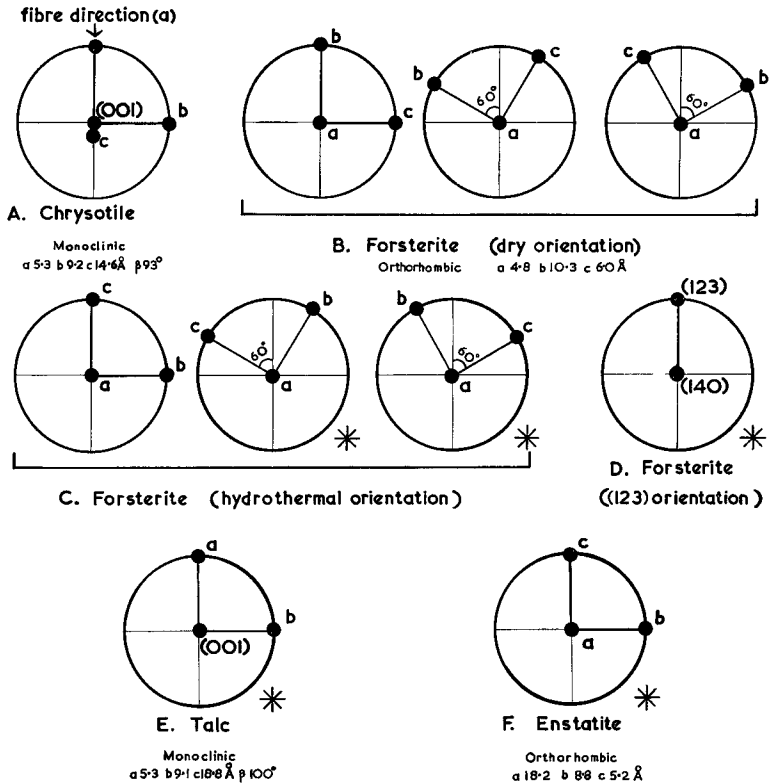 fibre direction (a)
(001)
b
c
A. Chrysotile
Monoclinic
a 5·3 b 9·2 c 14·6Å β 93°
b
c
a
b
c
60°
a
c
b
60°
a
B. Forsterite (dry orientation)
Orthorhombic a 4·8 b 10·3 c 6·0 Å
c
b
a
c
b
60°
a
b
c
60°
a
C. Forsterite (hydrothermal orientation)
(123)
(140)
D. Forsterite
((123) orientation)
a
b
(001)
E. Talc
Monoclinic
a 5·3 b 9·1 c 18·8 Å β 100°
c
b
a
F. Enstatite
Orthorhombic
a 18·2 b 8·8 c 5·2 Å